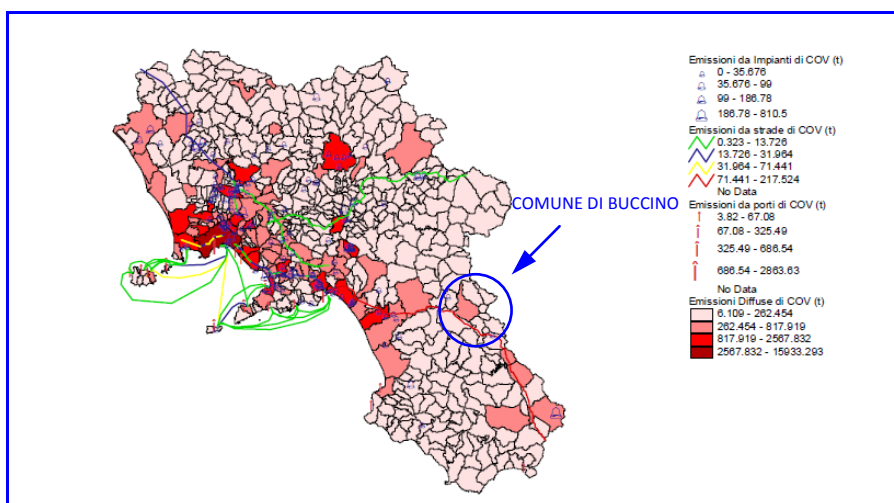 COMUNE DI BUCCINO
Emissioni da Impianti di COV (t)
0 - 35.676
35.676 - 99
99 - 186.78
186.78 - 810.5
Emissioni da strade di COV (t)
0.323 - 13.726
13.726 - 31.964
31.964 - 71.441
71.441 - 217.524
No Data
Emissioni da porti di COV (t)
3.82 - 67.08
67.08 - 325.49
325.49 - 686.54
686.54 - 2863.63
No Data
Emissioni Diffuse di COV (t)
6.109 - 262.454
262.454 - 817.919
817.919 - 2567.832
2567.832 - 15933.293